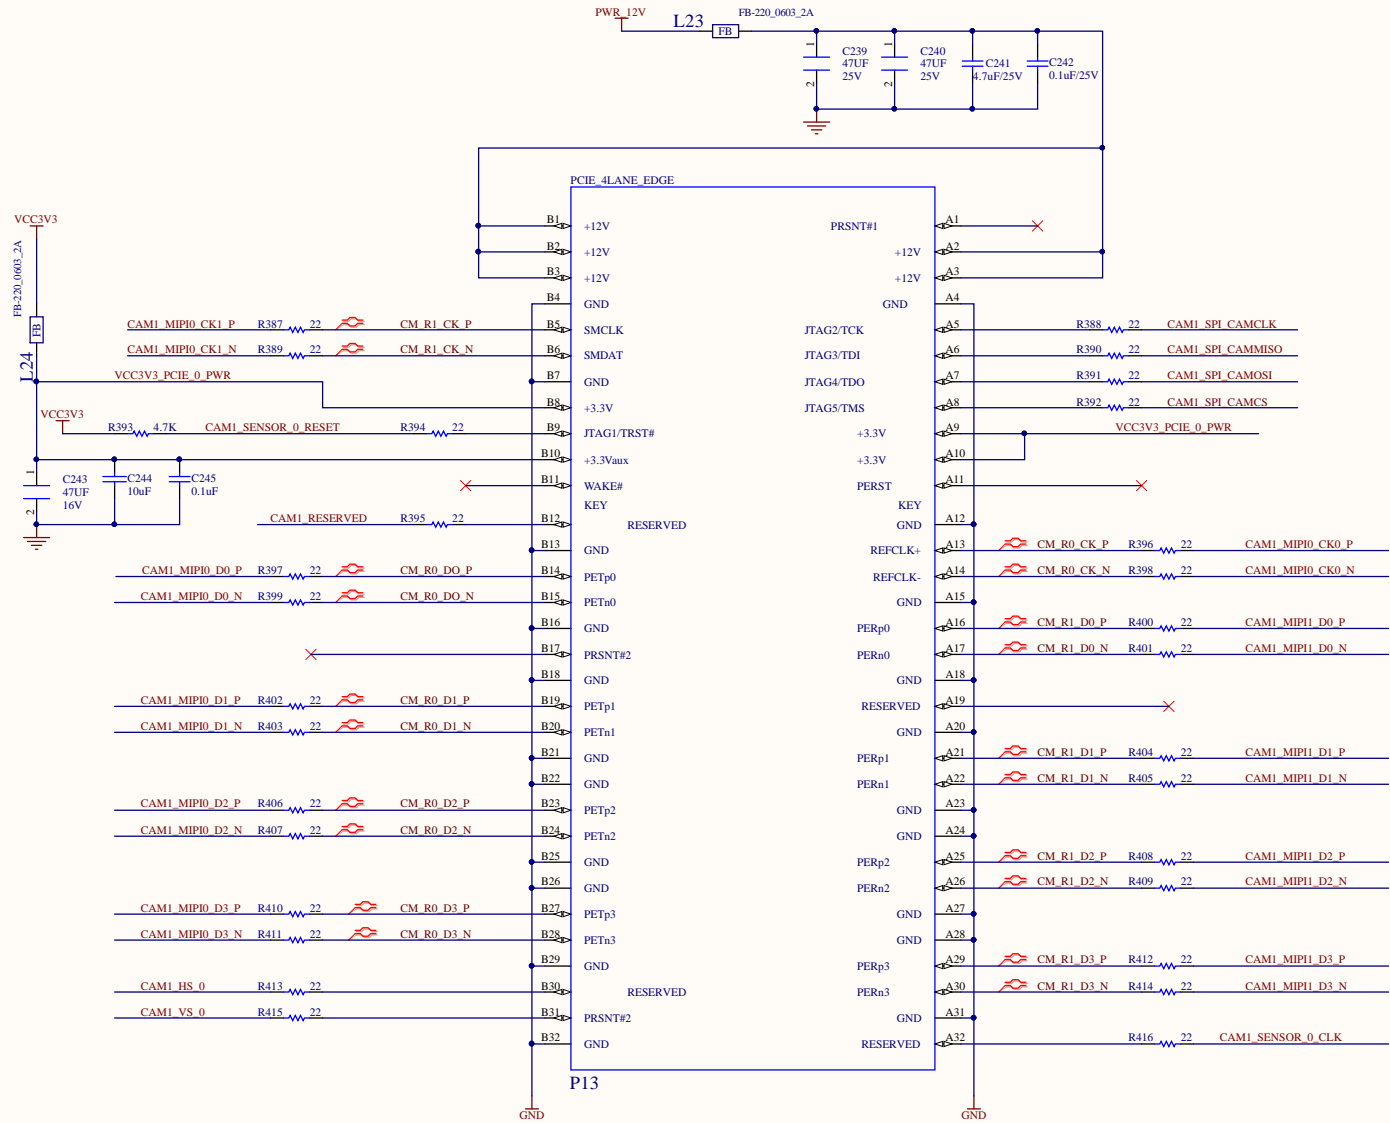 PWR_12V
L23
FB-220_0603_2A
FB
1
C239
47UF
25V
2
1
C240
47UF
25V
2
C241
4.7uF/25V
C242
0.1uF/25V
PCIE_4LANE_EDGE
VCC3V3
FB-220_0603_2A
FB
L24
B1 +12V PRSNT#1 A1
B2 +12V +12V A2
B3 +12V +12V A3
B4 GND GND A4
CAM1_MIPI0_CK1_P R387 22 CM_R1_CK_P B5 SMCLK JTAG2/TCK A5 R388 22 CAM1_SPI_CAMCLK
CAM1_MIPI0_CK1_N R389 22 CM_R1_CK_N B6 SMDAT JTAG3/TDI A6 R390 22 CAM1_SPI_CAMMISO
VCC3V3_PCIE_0_PWR B7 GND JTAG4/TDO A7 R391 22 CAM1_SPI_CAMOSI
B8 +3.3V JTAG5/TMS A8 R392 22 CAM1_SPI_CAMCS
VCC3V3
R393 4.7K CAM1_SENSOR_0_RESET R394 22 B9 JTAG1/TRST# +3.3V A9 VCC3V3_PCIE_0_PWR
B10 +3.3Vaux +3.3V A10
1
C243
47UF
16V
2
C244
10uF
C245
0.1uF
B11 WAKE# PERST A11
KEY KEY
CAM1_RESERVED R395 22 B12 RESERVED GND A12
B13 GND REFCLK+ A13 CM_R0_CK_P R396 22 CAM1_MIPI0_CK0_P
CAM1_MIPI0_D0_P R397 22 CM_R0_DO_P B14 PETp0 REFCLK- A14 CM_R0_CK_N R398 22 CAM1_MIPI0_CK0_N
CAM1_MIPI0_D0_N R399 22 CM_R0_DO_N B15 PETn0 GND A15
B16 GND PERp0 A16 CM_R1_D0_P R400 22 CAM1_MIPI1_D0_P
B17 PRSNT#2 PERn0 A17 CM_R1_D0_N R401 22 CAM1_MIPI1_D0_N
B18 GND GND A18
CAM1_MIPI0_D1_P R402 22 CM_R0_D1_P B19 PETp1 RESERVED A19
CAM1_MIPI0_D1_N R403 22 CM_R0_D1_N B20 PETn1 GND A20
B21 GND PERp1 A21 CM_R1_D1_P R404 22 CAM1_MIPI1_D1_P
B22 GND PERn1 A22 CM_R1_D1_N R405 22 CAM1_MIPI1_D1_N
CAM1_MIPI0_D2_P R406 22 CM_R0_D2_P B23 PETp2 GND A23
CAM1_MIPI0_D2_N R407 22 CM_R0_D2_N B24 PETn2 GND A24
B25 GND PERp2 A25 CM_R1_D2_P R408 22 CAM1_MIPI1_D2_P
B26 GND PERn2 A26 CM_R1_D2_N R409 22 CAM1_MIPI1_D2_N
CAM1_MIPI0_D3_P R410 22 CM_R0_D3_P B27 PETp3 GND A27
CAM1_MIPI0_D3_N R411 22 CM_R0_D3_N B28 PETn3 GND A28
B29 GND PERp3 A29 CM_R1_D3_P R412 22 CAM1_MIPI1_D3_P
CAM1_HS_0 R413 22 B30 RESERVED PERn3 A30 CM_R1_D3_N R414 22 CAM1_MIPI1_D3_N
CAM1_VS_0 R415 22 B31 PRSNT#2 GND A31
B32 GND RESERVED A32 R416 22 CAM1_SENSOR_0_CLK
P13
GND
GND